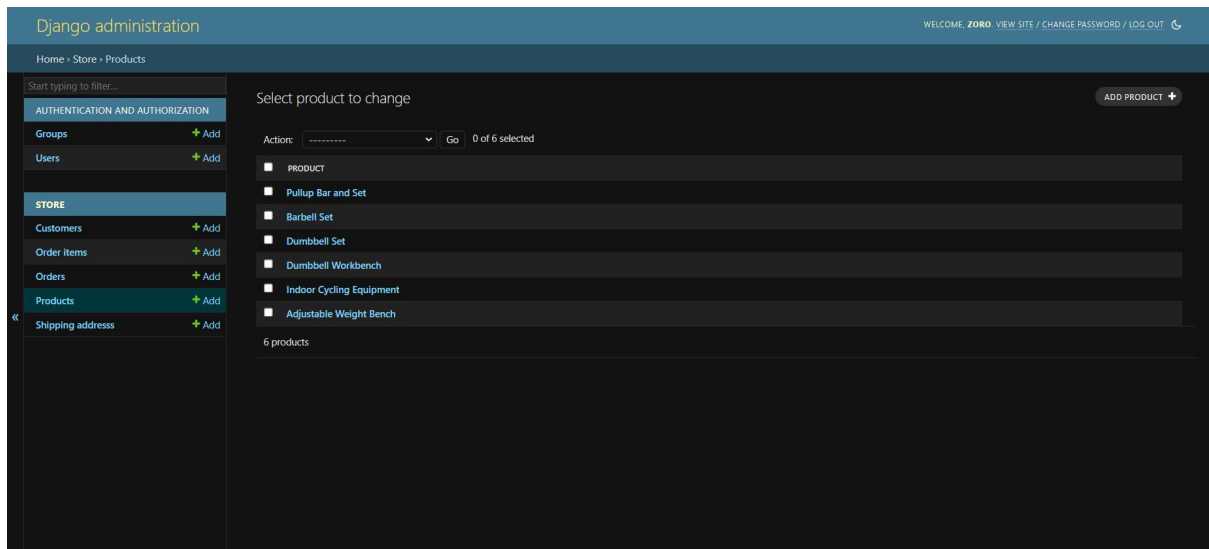 Django administration
WELCOME, ZORO. VIEW SITE / CHANGE PASSWORD / LOG OUT
Home › Store › Products
Start typing to filter...
AUTHENTICATION AND AUTHORIZATION
Groups + Add
Users + Add
STORE
Customers + Add
Order items + Add
Orders + Add
Products + Add
Shipping addresss + Add
«
Select product to change
ADD PRODUCT +
Action: --------- Go 0 of 6 selected
PRODUCT
Pullup Bar and Set
Barbell Set
Dumbbell Set
Dumbbell Workbench
Indoor Cycling Equipment
Adjustable Weight Bench
6 products